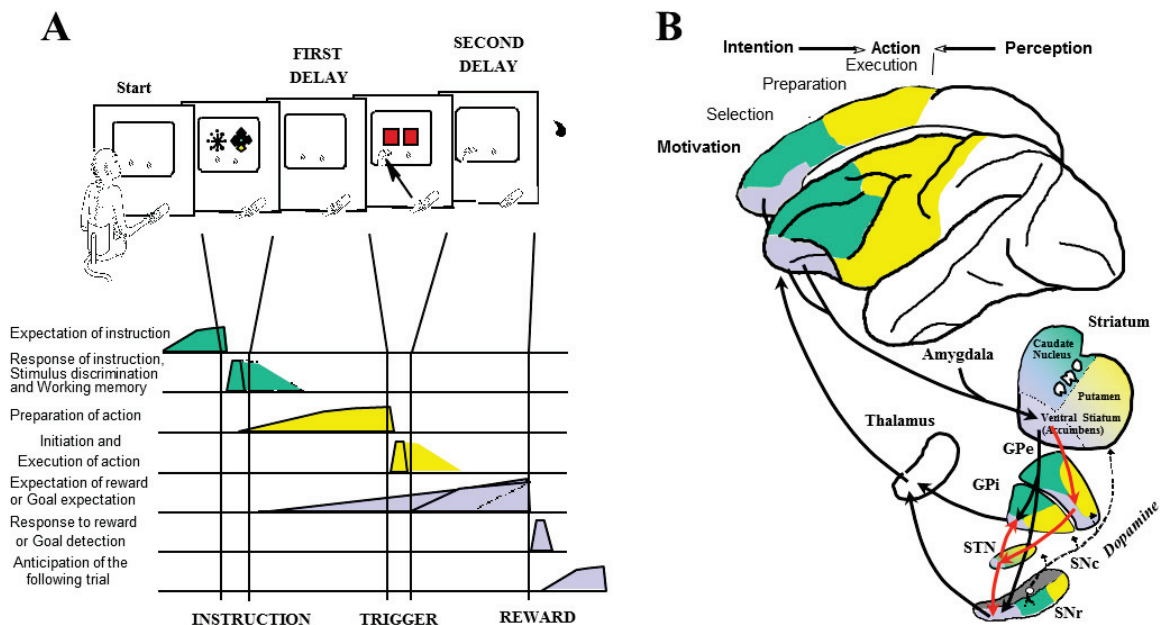 A
Start
FIRST
DELAY
SECOND
DELAY
Expectation of instruction
Response of instruction,
Stimulus discrimination
and Working memory
Preparation of action
Initiation and
Execution of action
Expectation of reward
or Goal expectation
Response to reward
or Goal detection
Anticipation of the
following trial
INSTRUCTION
TRIGGER
REWARD
B
Intention
Action
Perception
Execution
Preparation
Selection
Motivation
Striatum
Caudate
Nucleus
Putamen
Amygdala
Ventral Stiatum
(Accumbens)
Thalamus
GPe
GPi
STN
SNc
Dopamine
SNr